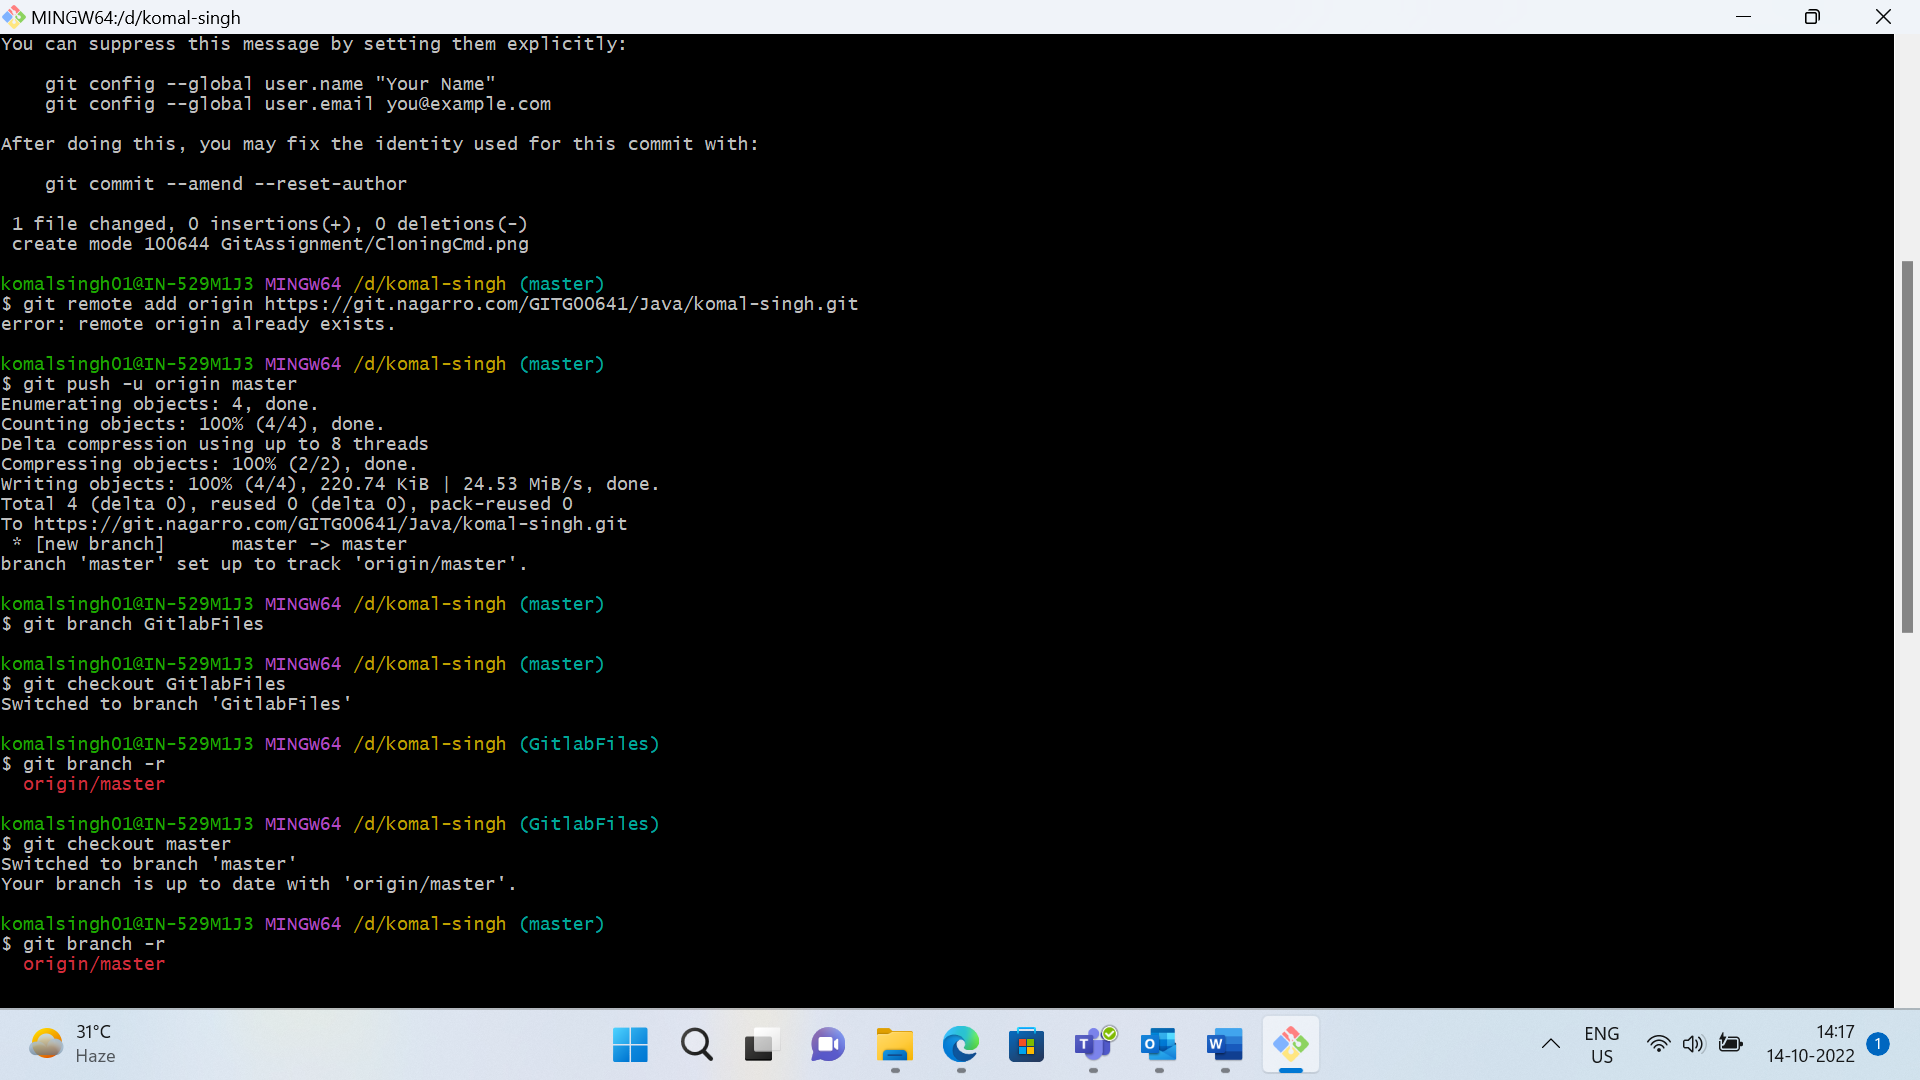 MINGW64:/d/komal-singh
You can suppress this message by setting them explicitly:
    git config --global user.name "Your Name"
    git config --global user.email you@example.com
After doing this, you may fix the identity used for this commit with:
    git commit --amend --reset-author
 1 file changed, 0 insertions(+), 0 deletions(-)
 create mode 100644 GitAssignment/CloningCmd.png
komalsingh01@IN-529M1J3 MINGW64 /d/komal-singh (master)
$ git remote add origin https://git.nagarro.com/GITG00641/Java/komal-singh.git
error: remote origin already exists.
komalsingh01@IN-529M1J3 MINGW64 /d/komal-singh (master)
$ git push -u origin master
Enumerating objects: 4, done.
Counting objects: 100% (4/4), done.
Delta compression using up to 8 threads
Compressing objects: 100% (2/2), done.
Writing objects: 100% (4/4), 220.74 KiB | 24.53 MiB/s, done.
Total 4 (delta 0), reused 0 (delta 0), pack-reused 0
To https://git.nagarro.com/GITG00641/Java/komal-singh.git
 * [new branch]      master -> master
branch 'master' set up to track 'origin/master'.
komalsingh01@IN-529M1J3 MINGW64 /d/komal-singh (master)
$ git branch GitlabFiles
komalsingh01@IN-529M1J3 MINGW64 /d/komal-singh (master)
$ git checkout GitlabFiles
Switched to branch 'GitlabFiles'
komalsingh01@IN-529M1J3 MINGW64 /d/komal-singh (GitlabFiles)
$ git branch -r
  origin/master
komalsingh01@IN-529M1J3 MINGW64 /d/komal-singh (GitlabFiles)
$ git checkout master
Switched to branch 'master'
Your branch is up to date with 'origin/master'.
komalsingh01@IN-529M1J3 MINGW64 /d/komal-singh (master)
$ git branch -r
  origin/master
31°C
Haze
T
O
W
ENG
US
14:17
14-10-2022
1